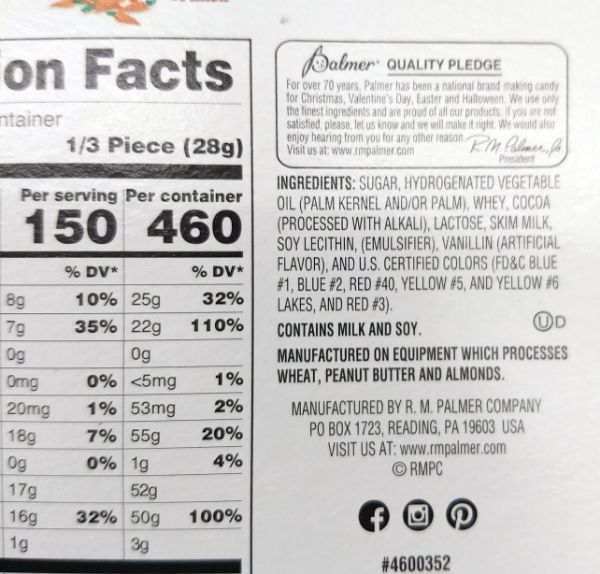 ion Facts
ntainer
1/3 Piece (28g)
Per serving Per container
150 460
% DV* % DV*
8g 10% 25g 32%
7g 35% 22g 110%
0g 0g
0mg 0% <5mg 1%
20mg 1% 53mg 2%
18g 7% 55g 20%
0g 0% 1g 4%
17g 52g
16g 32% 50g 100%
1g 3g
Palmer QUALITY PLEDGE
For over 70 years, Palmer has been a national brand making candy
for Christmas, Valentine's Day, Easter and Halloween. We use only
the finest ingredients and are proud of all our products. If you are not
satisfied, please, let us know and we will make it right. We would also
enjoy hearing from you for any other reason.
Visit us at: www.rmpalmer.com
R. M. Palmer, Jr
President
INGREDIENTS: SUGAR, HYDROGENATED VEGETABLE
OIL (PALM KERNEL AND/OR PALM), WHEY, COCOA
(PROCESSED WITH ALKALI), LACTOSE, SKIM MILK,
SOY LECITHIN, (EMULSIFIER), VANILLIN (ARTIFICIAL
FLAVOR), AND U.S. CERTIFIED COLORS (FD&C BLUE
#1, BLUE #2, RED #40, YELLOW #5, AND YELLOW #6
LAKES, AND RED #3).
CONTAINS MILK AND SOY.
UD
MANUFACTURED ON EQUIPMENT WHICH PROCESSES
WHEAT, PEANUT BUTTER AND ALMONDS.
MANUFACTURED BY R. M. PALMER COMPANY
PO BOX 1723, READING, PA 19603 USA
VISIT US AT: www.rmpalmer.com
© RMPC
#4600352